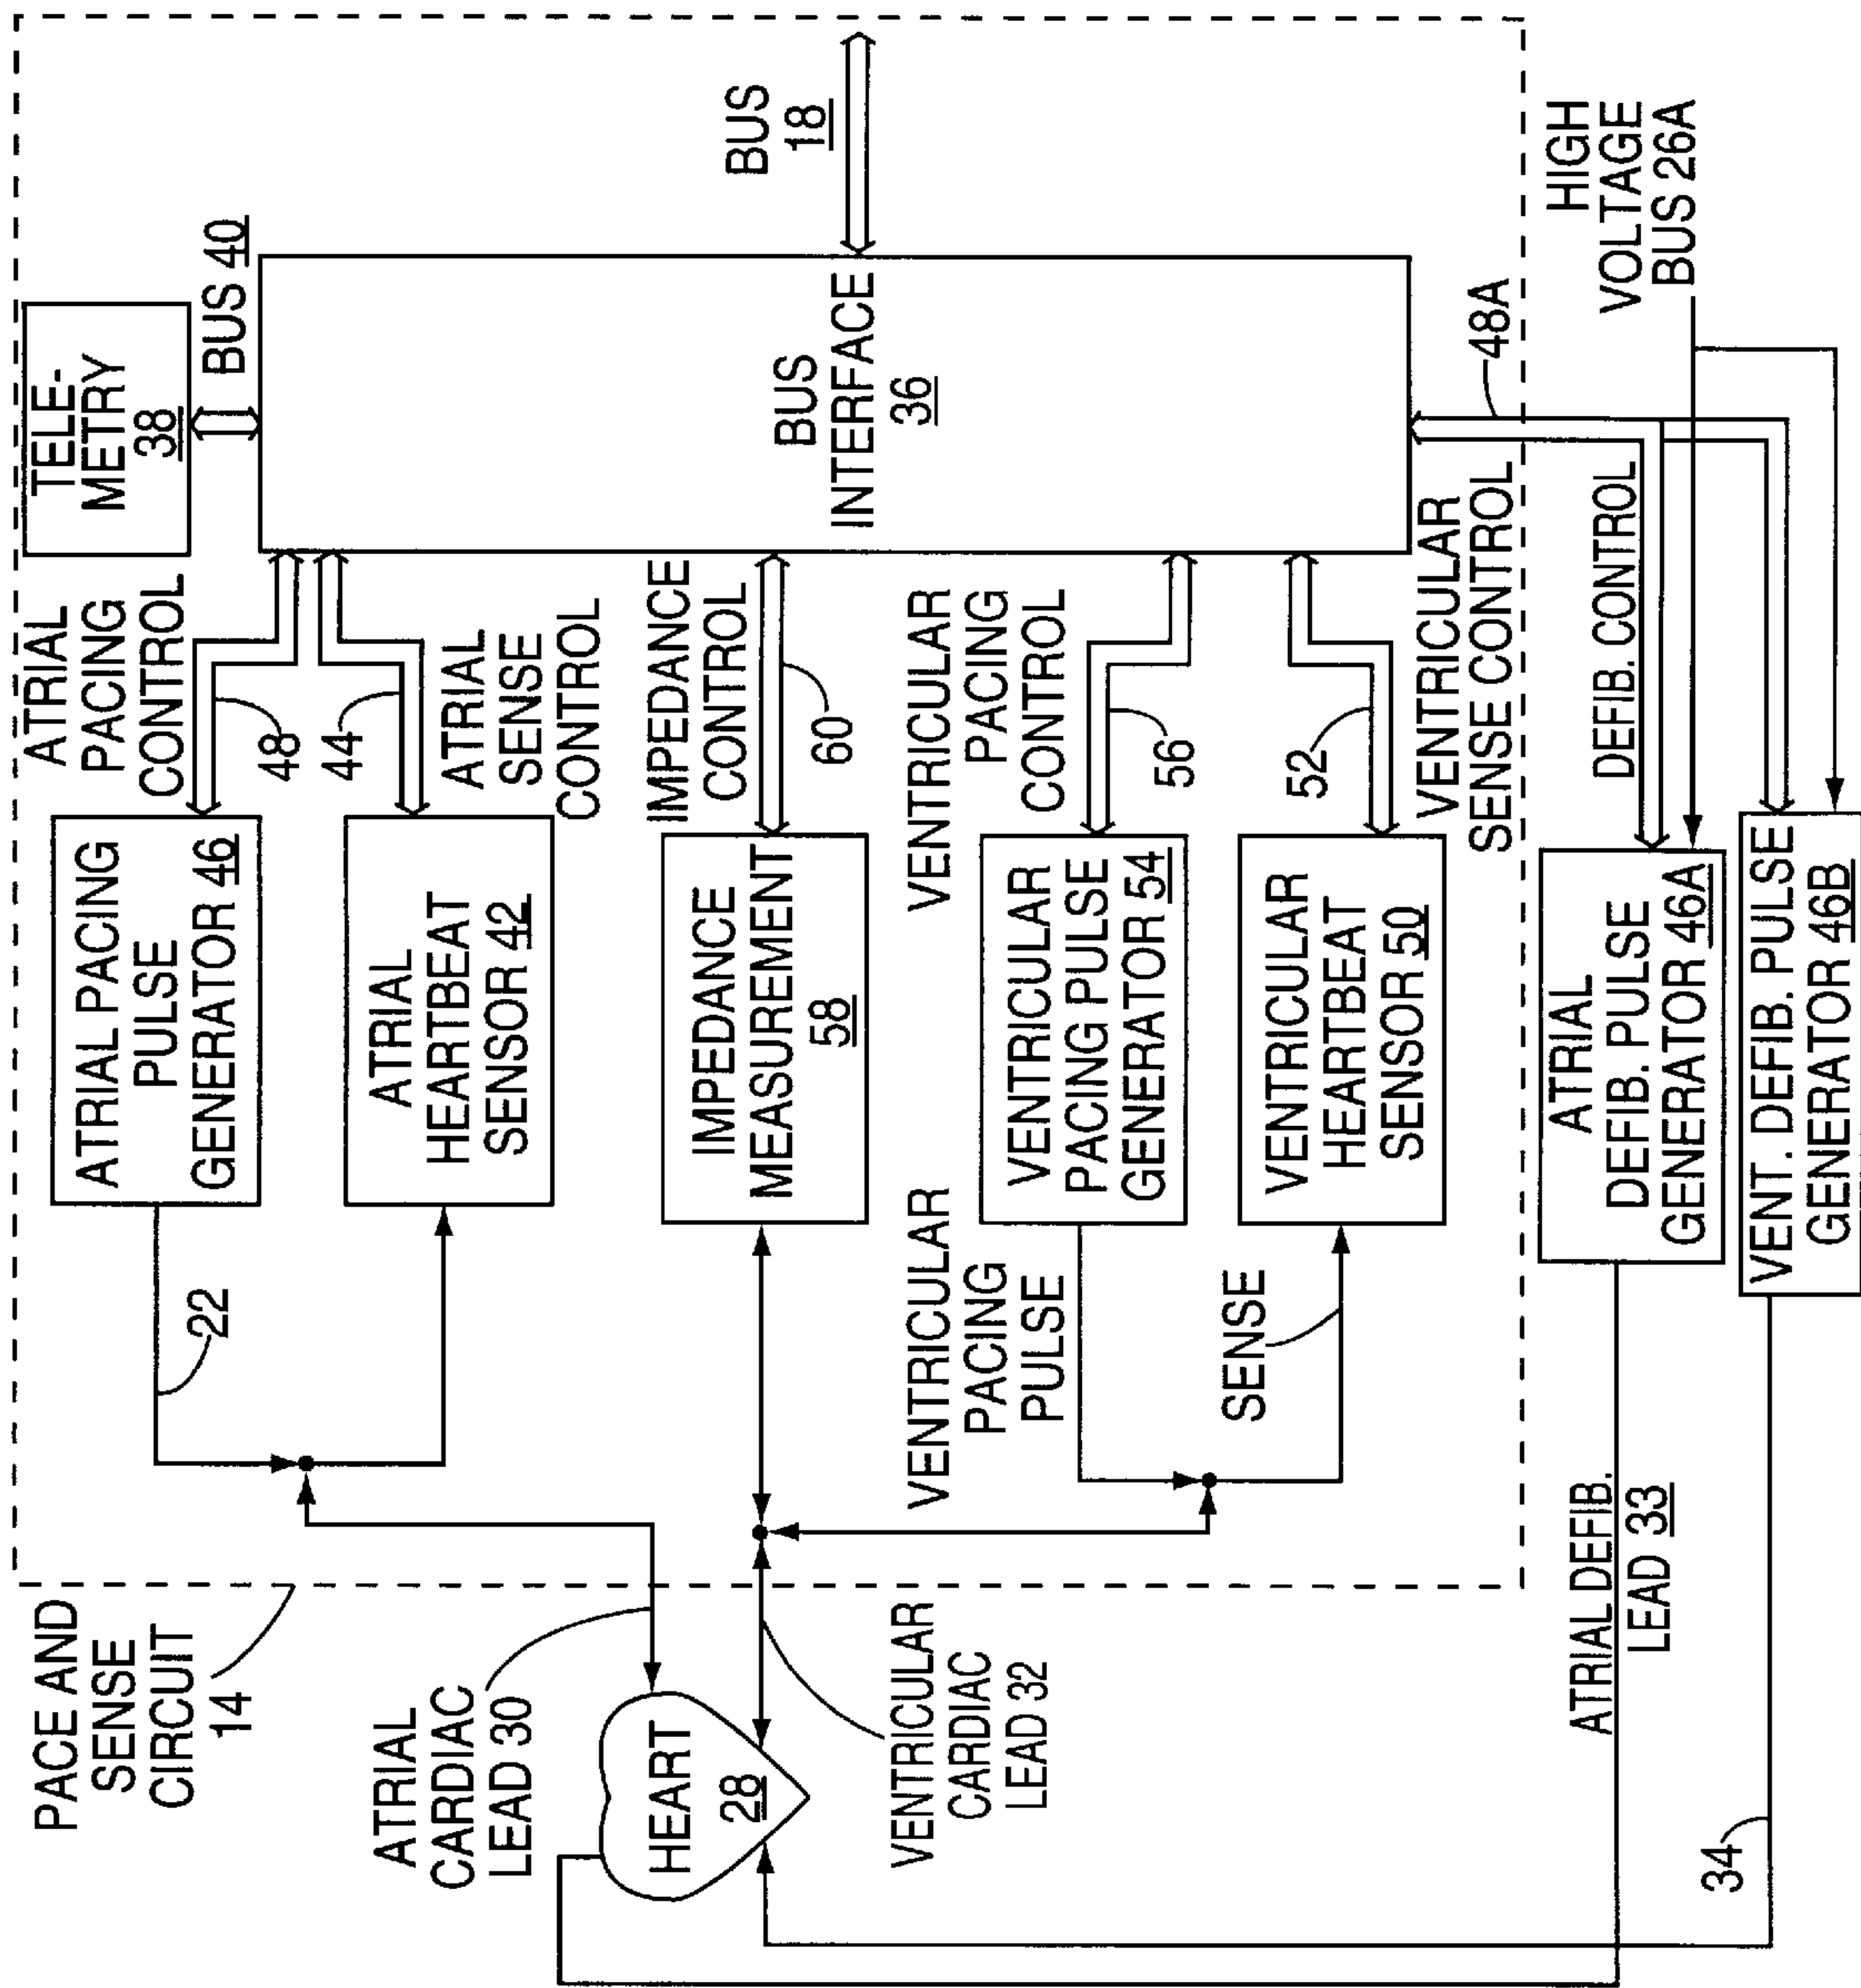 PACE AND
SENSE
CIRCUIT
14
ATRIAL
CARDIAC
LEAD 30
HEART
28
VENTRICULAR
CARDIAC
LEAD 32
34
ATRIAL DEFIB.
LEAD 33
22
VENTRICULAR
PACING
PULSE
SENSE
ATRIAL PACING
PULSE
GENERATOR 46
ATRIAL
HEARTBEAT
SENSOR 42
IMPEDANCE
MEASUREMENT
58
VENTRICULAR
PACING PULSE
GENERATOR 54
VENTRICULAR
HEARTBEAT
SENSOR 50
ATRIAL
DEFIB. PULSE
GENERATOR 46A
VENT. DEFIB. PULSE
GENERATOR 46B
ATRIAL
PACING
CONTROL
48
44
ATRIAL
SENSE
CONTROL
IMPEDANCE
CONTROL
60
VENTRICULAR
PACING
CONTROL
56
52
VENTRICULAR
SENSE CONTROL
DEFIB. CONTROL
TELE-
METRY
38
BUS 40
BUS
INTERFACE
36
48A
BUS
18
HIGH
VOLTAGE
BUS 26A